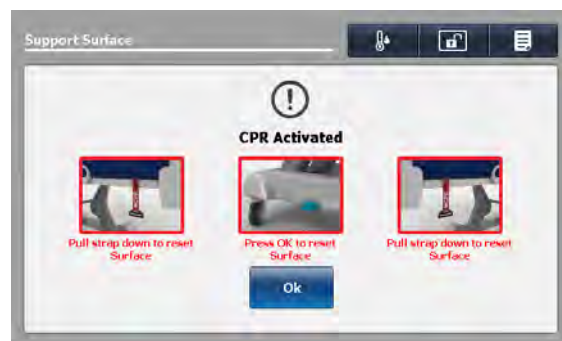 Support Surface
CPR Activated
Pull strap down to reset
Surface
Press OK to reset
Surface
Pull strap down to reset
Surface
Ok